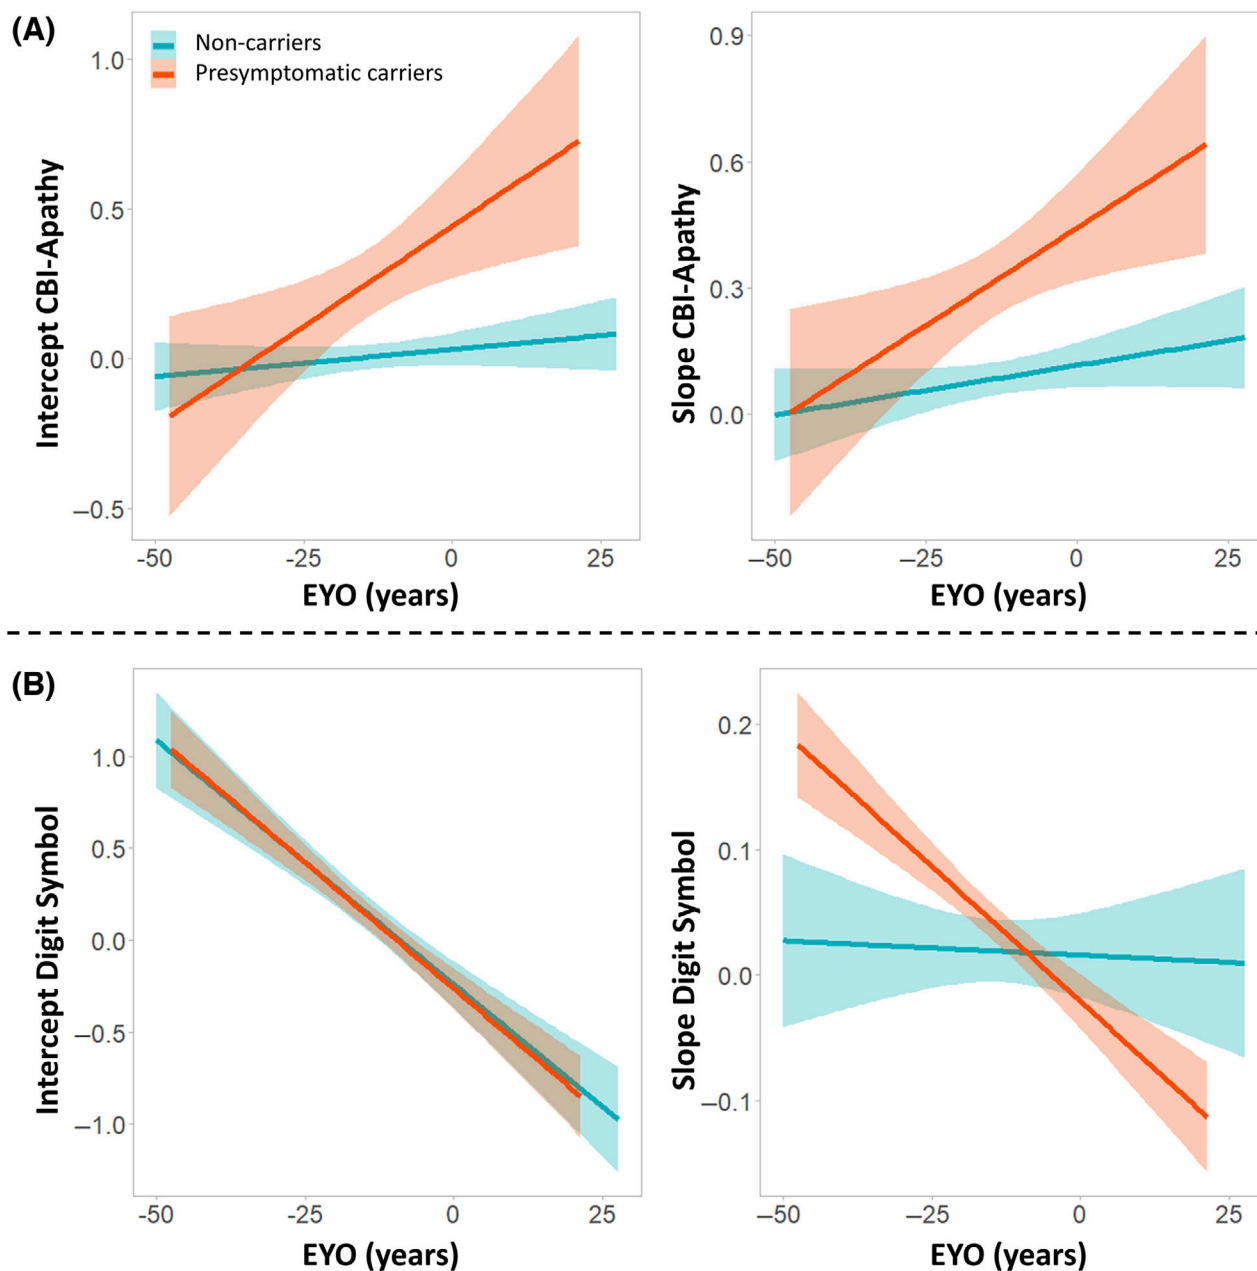 (A)
Non-carriers
Presymptomatic carriers
Intercept CBI-Apathy
1.0
0.5
0.0
−0.5
-50 -25 0 25
EYO (years)
Slope CBI-Apathy
0.9
0.6
0.3
0.0
−50 −25 0 25
EYO (years)
(B)
Intercept Digit Symbol
1.0
0.5
0.0
−0.5
−1.0
-50 -25 0 25
EYO (years)
Slope Digit Symbol
0.2
0.1
0.0
−0.1
−50 −25 0 25
EYO (years)